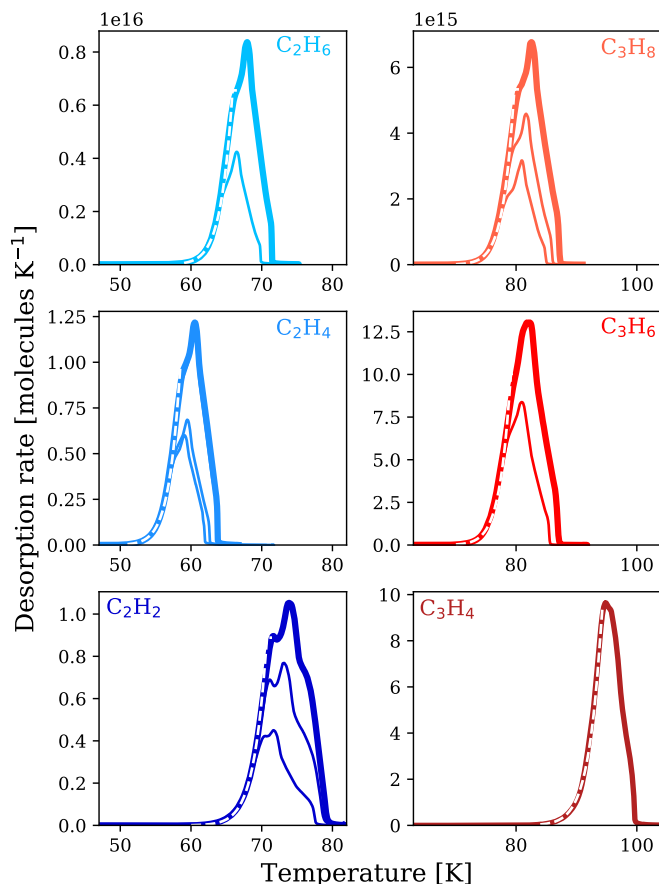 1e16
C₂H₆
0.8
0.6
0.4
0.2
0.0
50 60 70 80
1e15
C₃H₈
6
4
2
0
80 100
C₂H₄
1.25
1.00
0.75
0.50
0.25
0.00
50 60 70 80
C₃H₆
12.5
10.0
7.5
5.0
2.5
0.0
80 100
C₂H₂
1.0
0.8
0.6
0.4
0.2
0.0
50 60 70 80
C₃H₄
10
8
6
4
2
0
80 100
Desorption rate [molecules K⁻¹]
Temperature [K]